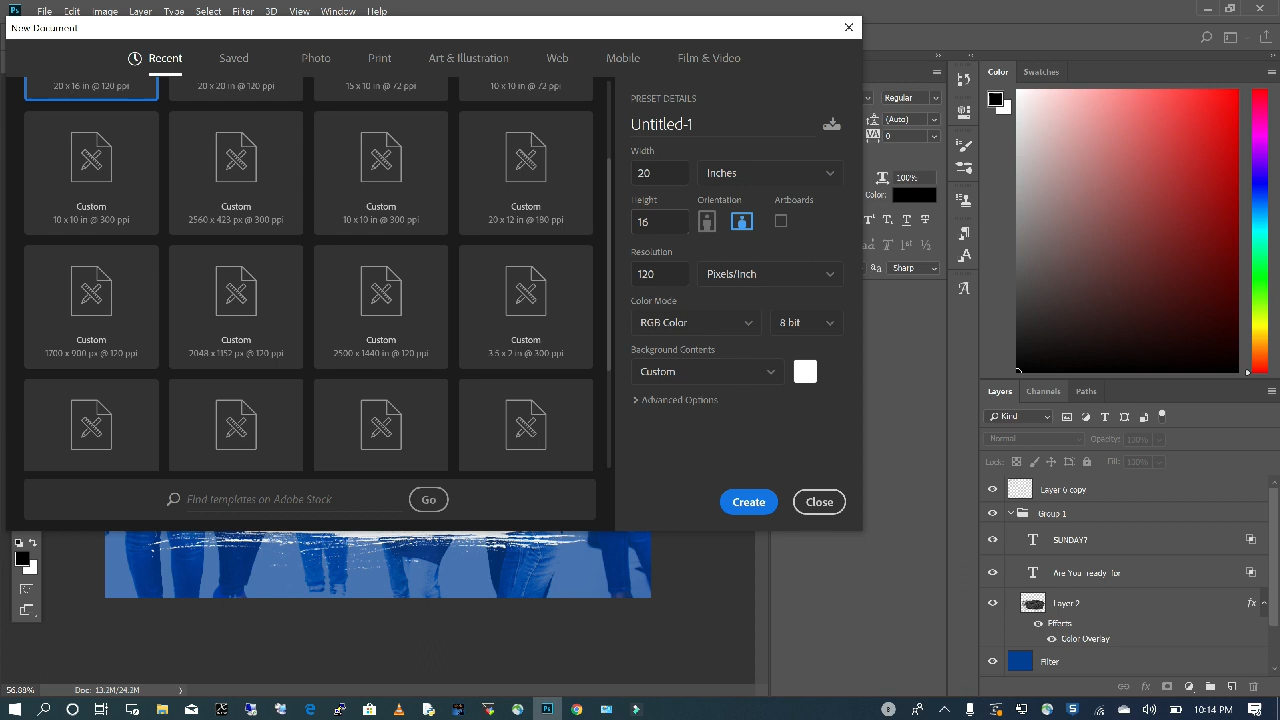 Ps File Edit Image Layer Type Select Filter 3D View Window Help
New Document
Recent Saved Photo Print Art & Illustration Web Mobile Film & Video
20 x 16 in @ 120 ppi 20 x 20 in @ 120 ppi 15 x 10 in @ 72 ppi 10 x 10 in @ 72 ppi
Custom Custom Custom Custom
10 x 10 in @ 300 ppi 2560 x 423 px @ 300 ppi 10 x 10 in @ 300 ppi 20 x 12 in @ 180 ppi
Custom Custom Custom Custom
1700 x 900 px @ 120 ppi 2048 x 1152 px @ 120 ppi 2500 x 1440 in @ 120 ppi 3.5 x 2 in @ 300 ppi
Find templates on Adobe Stock Go
PRESET DETAILS
Untitled-1
Width
20 Inches
Height Orientation Artboards
16
Resolution
120 Pixels/Inch
Color Mode
RGB Color 8 bit
Background Contents
Custom
Advanced Options
Create Close
Regular
(Auto)
VA 0
100%
Color:
Sharp
Color Swatches
Layers Channels Paths
Kind
Normal Opacity: 100%
Lock: Fill: 100%
Layer 6 copy
Group 1
SUNDAY?
Are You ready for
Layer 2 fx
Effects
Color Overlay
Filter
56.88% Doc: 13.2M/24.2M
10:14 PM